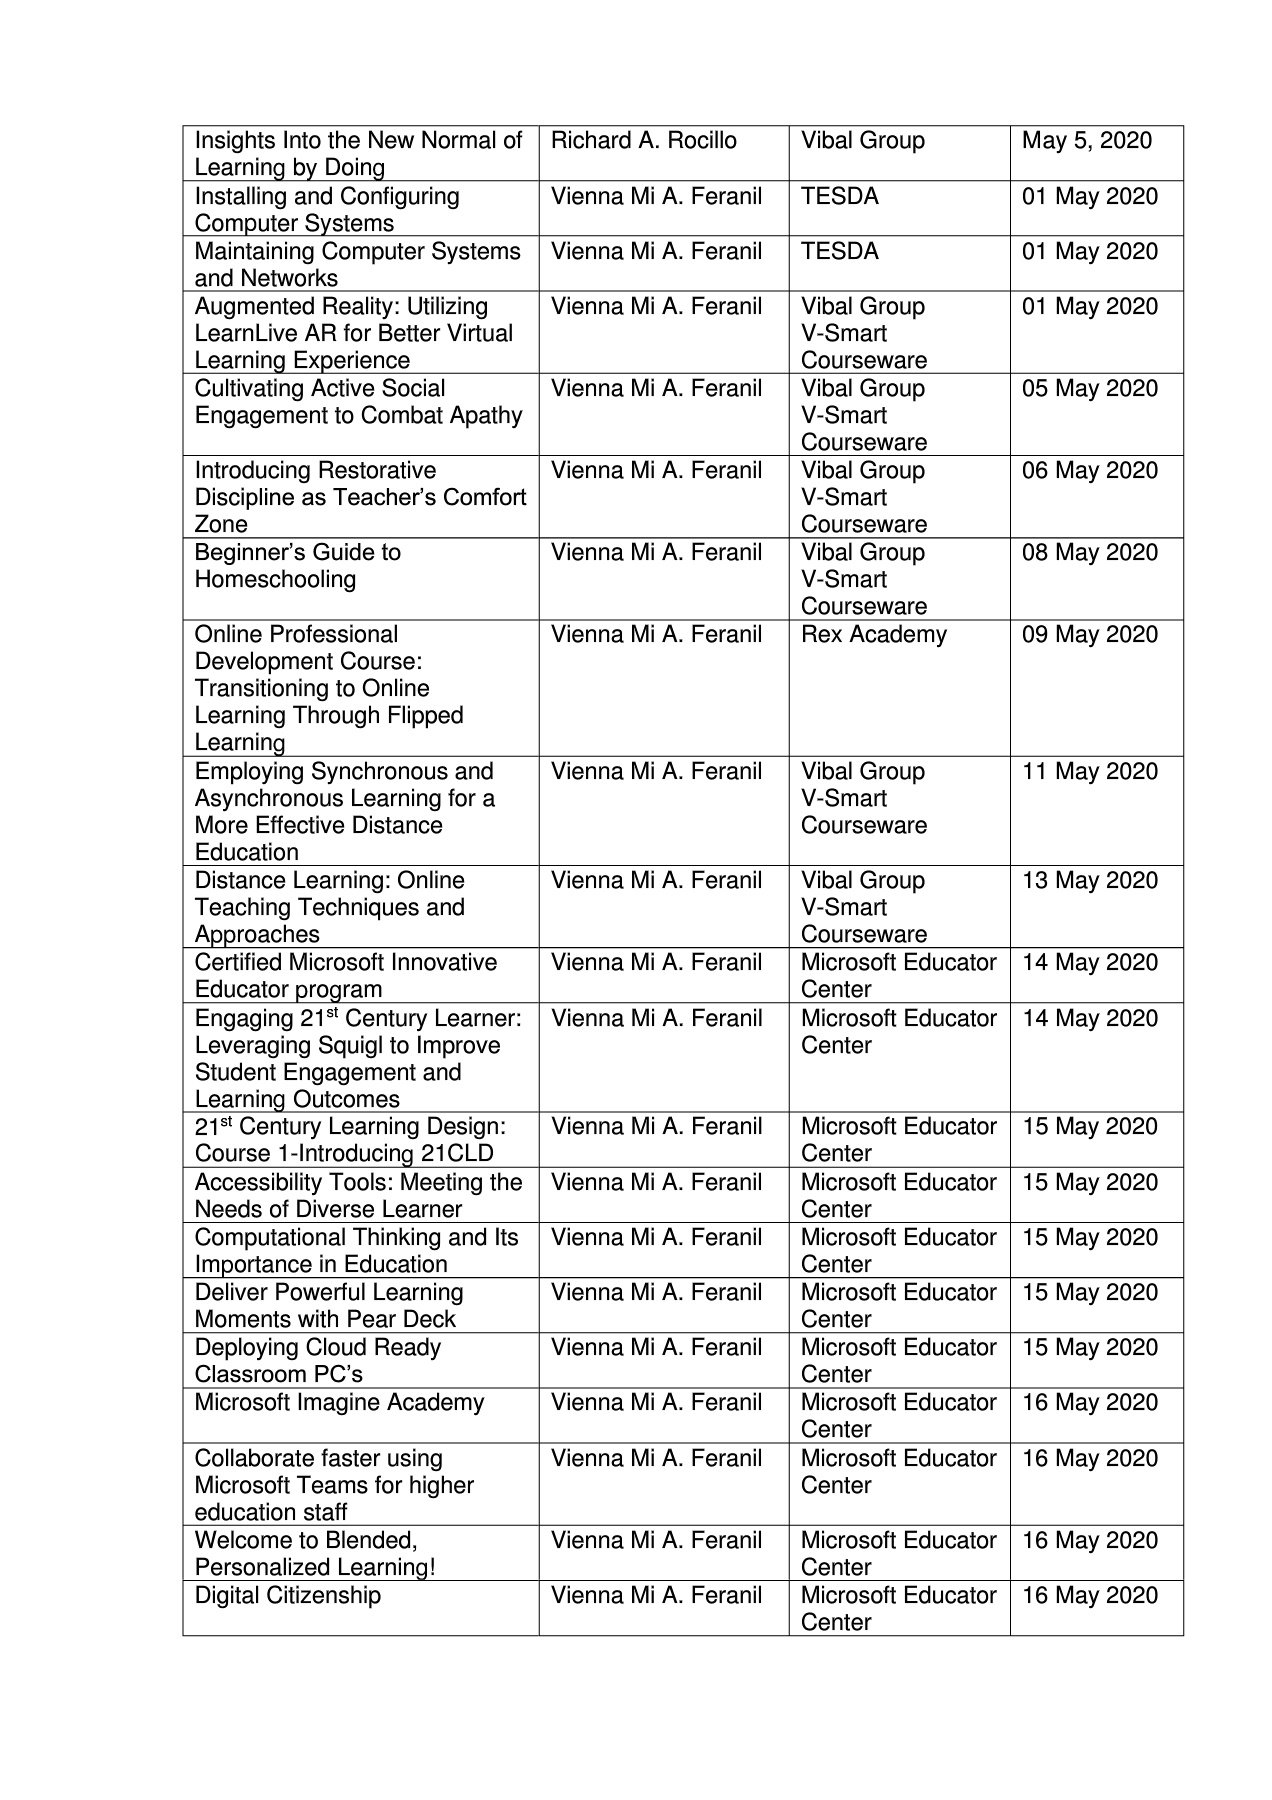 Insights Into the New Normal of Learning by Doing | Richard A. Rocillo | Vibal Group | May 5, 2020
Installing and Configuring Computer Systems | Vienna Mi A. Feranil | TESDA | 01 May 2020
Maintaining Computer Systems and Networks | Vienna Mi A. Feranil | TESDA | 01 May 2020
Augmented Reality: Utilizing LearnLive AR for Better Virtual Learning Experience | Vienna Mi A. Feranil | Vibal Group V-Smart Courseware | 01 May 2020
Cultivating Active Social Engagement to Combat Apathy | Vienna Mi A. Feranil | Vibal Group V-Smart Courseware | 05 May 2020
Introducing Restorative Discipline as Teacher’s Comfort Zone | Vienna Mi A. Feranil | Vibal Group V-Smart Courseware | 06 May 2020
Beginner’s Guide to Homeschooling | Vienna Mi A. Feranil | Vibal Group V-Smart Courseware | 08 May 2020
Online Professional Development Course: Transitioning to Online Learning Through Flipped Learning | Vienna Mi A. Feranil | Rex Academy | 09 May 2020
Employing Synchronous and Asynchronous Learning for a More Effective Distance Education | Vienna Mi A. Feranil | Vibal Group V-Smart Courseware | 11 May 2020
Distance Learning: Online Teaching Techniques and Approaches | Vienna Mi A. Feranil | Vibal Group V-Smart Courseware | 13 May 2020
Certified Microsoft Innovative Educator program | Vienna Mi A. Feranil | Microsoft Educator Center | 14 May 2020
Engaging 21st Century Learner: Leveraging Squigl to Improve Student Engagement and Learning Outcomes | Vienna Mi A. Feranil | Microsoft Educator Center | 14 May 2020
21st Century Learning Design: Course 1-Introducing 21CLD | Vienna Mi A. Feranil | Microsoft Educator Center | 15 May 2020
Accessibility Tools: Meeting the Needs of Diverse Learner | Vienna Mi A. Feranil | Microsoft Educator Center | 15 May 2020
Computational Thinking and Its Importance in Education | Vienna Mi A. Feranil | Microsoft Educator Center | 15 May 2020
Deliver Powerful Learning Moments with Pear Deck | Vienna Mi A. Feranil | Microsoft Educator Center | 15 May 2020
Deploying Cloud Ready Classroom PC’s | Vienna Mi A. Feranil | Microsoft Educator Center | 15 May 2020
Microsoft Imagine Academy | Vienna Mi A. Feranil | Microsoft Educator Center | 16 May 2020
Collaborate faster using Microsoft Teams for higher education staff | Vienna Mi A. Feranil | Microsoft Educator Center | 16 May 2020
Welcome to Blended, Personalized Learning! | Vienna Mi A. Feranil | Microsoft Educator Center | 16 May 2020
Digital Citizenship | Vienna Mi A. Feranil | Microsoft Educator Center | 16 May 2020